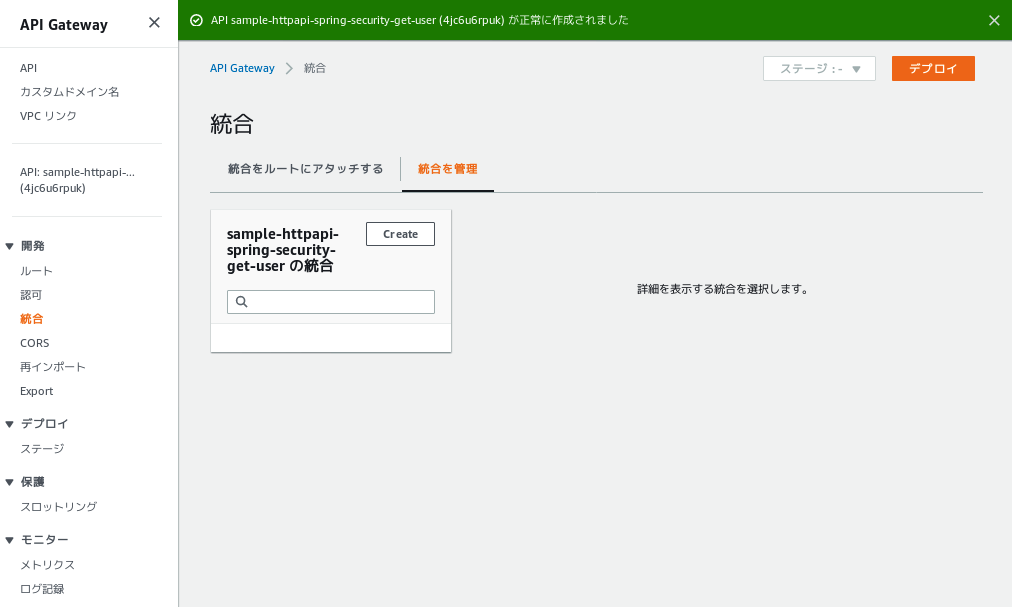 API Gateway
API
カスタムドメイン名
VPC リンク
API: sample-httpapi-...
(4jc6u6rpuk)
開発
ルート
認可
統合
CORS
再インポート
Export
デプロイ
ステージ
保護
スロットリング
モニター
メトリクス
ログ記録
API sample-httpapi-spring-security-get-user (4jc6u6rpuk) が正常に作成されました
API Gateway 統合
ステージ : -
デプロイ
統合
統合をルートにアタッチする
統合を管理
sample-httpapi-
spring-security-
get-user の統合
Create
詳細を表示する統合を選択します。